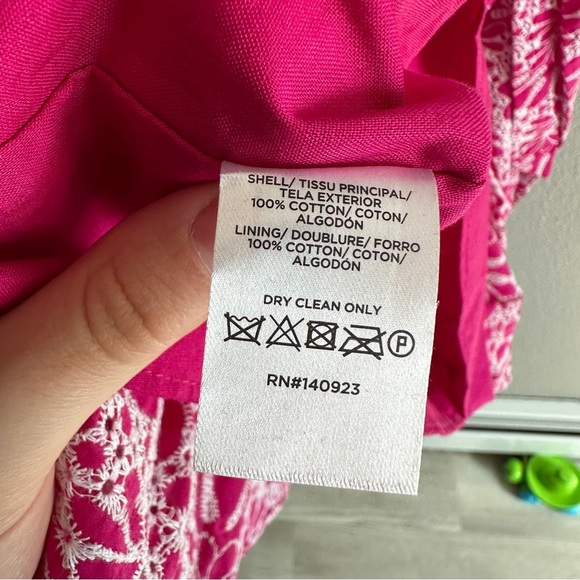 SHELL/ TISSU PRINCIPAL/
TELA EXTERIOR
100% COTTON/ COTON/
ALGODÓN
LINING/ DOUBLURE/ FORRO
100% COTTON/ COTON/
ALGODÓN
DRY CLEAN ONLY
P
RN#140923